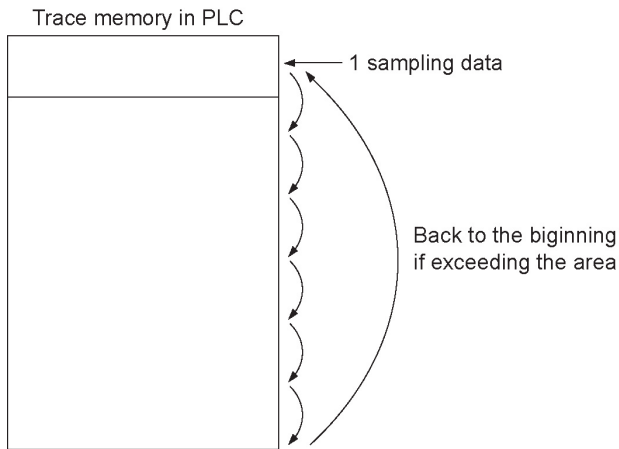 Trace memory in PLC
1 sampling data
Back to the biginning
if exceeding the area